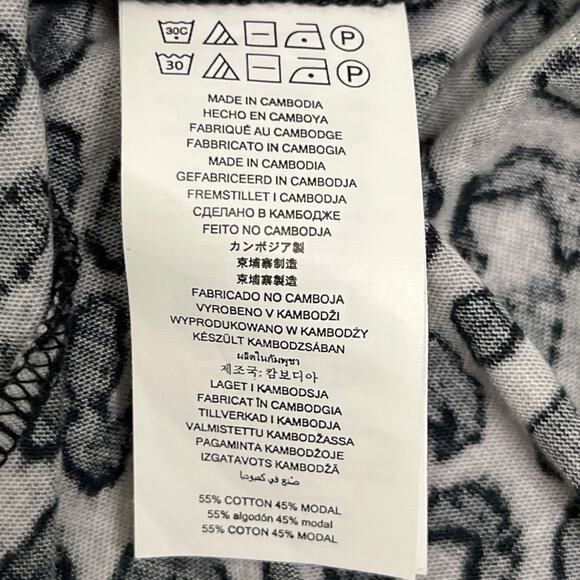 30C P
30 P
MADE IN CAMBODIA
HECHO EN CAMBOYA
FABRIQUÉ AU CAMBODGE
FABBRICATO IN CAMBOGIA
MADE IN CAMBODIA
GEFABRICEERD IN CAMBODJA
FREMSTILLET I CAMBODJA
СДЕЛАНО В КАМБОДЖЕ
FEITO NO CAMBODJA
カンボジア製
柬埔寨制造
柬埔寨製造
FABRICADO NO CAMBOJA
VYROBENO V KAMBODŽI
WYPRODUKOWANO W KAMBODŻY
KÉSZÜLT KAMBODZSÁBAN
ผลิตในกัมพูชา
제조국: 캄보디아
LAGET I KAMBODSJA
FABRICAT ÎN CAMBODGIA
TILLVERKAD I KAMBODJA
VALMISTETTU KAMBODŽASSA
PAGAMINTA KAMBODŽOJE
IZGATAVOTS KAMBODŽĀ
صنع في كمبوديا
55% COTTON 45% MODAL
55% algodón 45% modal
55% COTON 45% MODAL